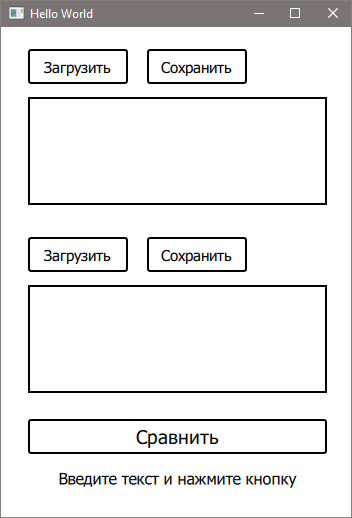 Hello World
Загрузить Сохранить
Загрузить Сохранить
Сравнить
Введите текст и нажмите кнопку